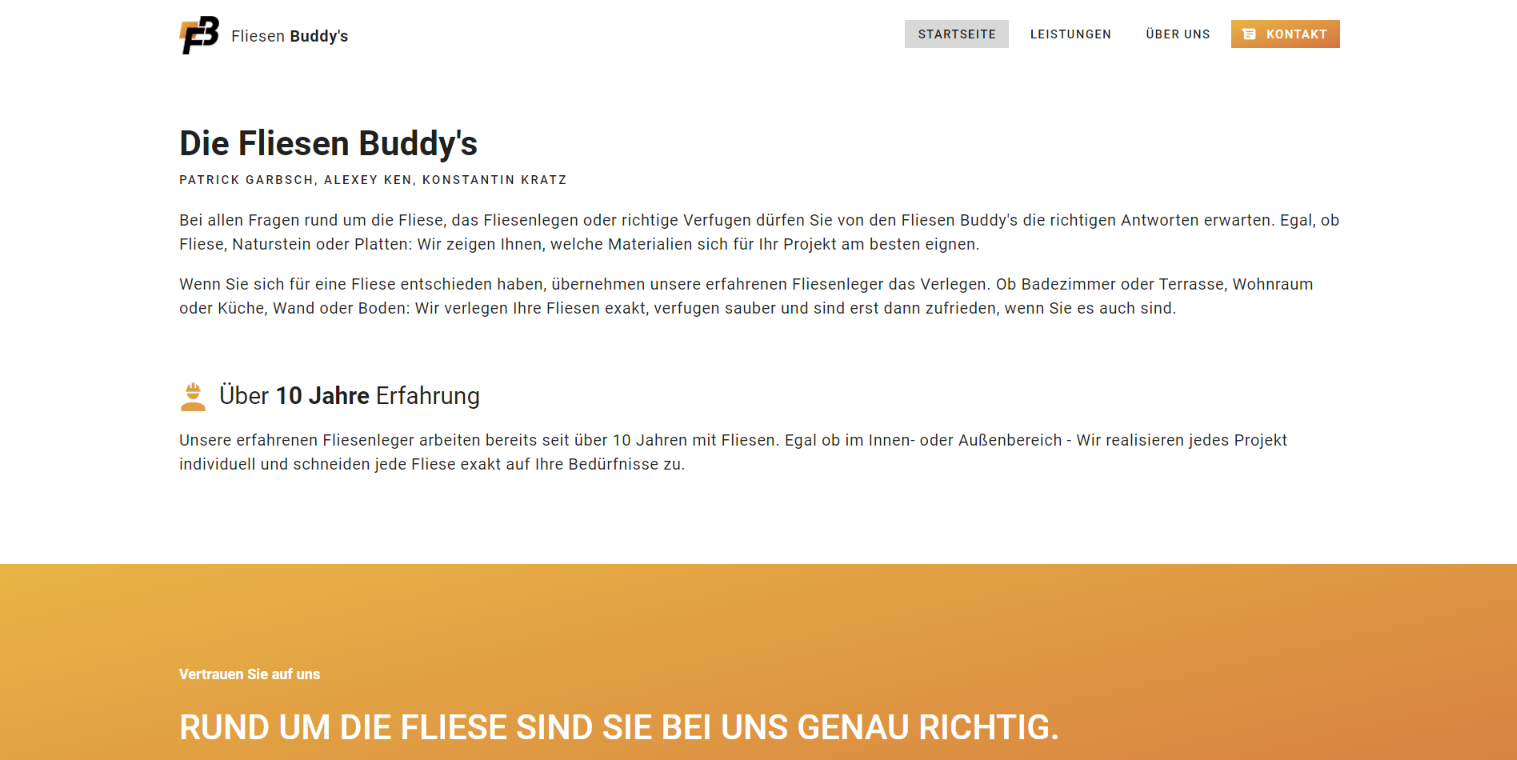 FB
Fliesen Buddy's
STARTSEITE
LEISTUNGEN
ÜBER UNS
KONTAKT
Die Fliesen Buddy's
PATRICK GARBSCH, ALEXEY KEN, KONSTANTIN KRATZ
Bei allen Fragen rund um die Fliese, das Fliesenlegen oder richtige Verfugen dürfen Sie von den Fliesen Buddy's die richtigen Antworten erwarten. Egal, ob
Fliese, Naturstein oder Platten: Wir zeigen Ihnen, welche Materialien sich für Ihr Projekt am besten eignen.
Wenn Sie sich für eine Fliese entschieden haben, übernehmen unsere erfahrenen Fliesenleger das Verlegen. Ob Badezimmer oder Terrasse, Wohnraum
oder Küche, Wand oder Boden: Wir verlegen Ihre Fliesen exakt, verfugen sauber und sind erst dann zufrieden, wenn Sie es auch sind.
Über 10 Jahre Erfahrung
Unsere erfahrenen Fliesenleger arbeiten bereits seit über 10 Jahren mit Fliesen. Egal ob im Innen- oder Außenbereich - Wir realisieren jedes Projekt
individuell und schneiden jede Fliese exakt auf Ihre Bedürfnisse zu.
Vertrauen Sie auf uns
RUND UM DIE FLIESE SIND SIE BEI UNS GENAU RICHTIG.